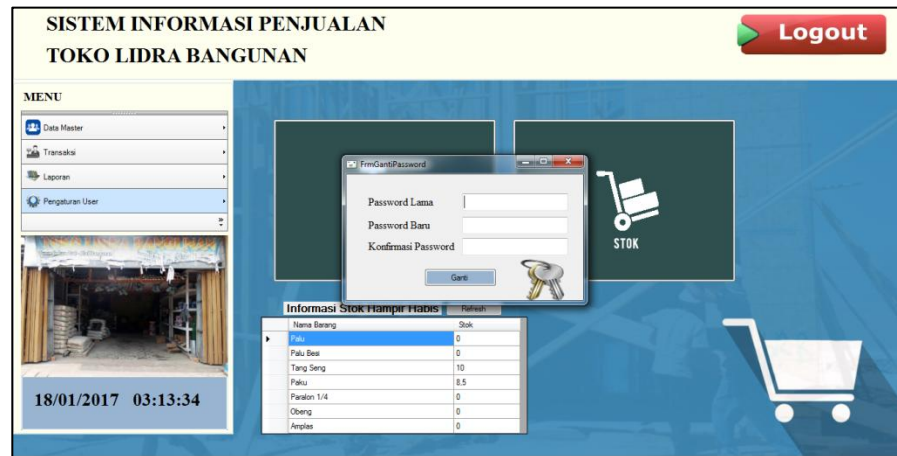 SISTEM INFORMASI PENJUALAN
TOKO LIDRA BANGUNAN
Logout
MENU
Data Master
Transaksi
Laporan
Pengaturan User
18/01/2017 03:13:34
FrmGantiPassword
Password Lama
Password Baru
Konfirmasi Password
Ganti
STOK
Informasi Stok Hampir Habis Refresh
Nama Barang Stok
Palu 0
Palu Besi 0
Tang Seng 10
Paku 8.5
Paralon 1/4 0
Obeng 0
Amplas 0